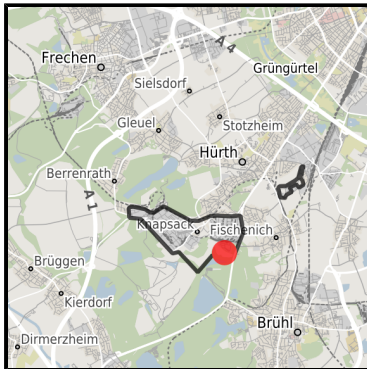 A 4
Frechen
Grüngürtel
Sielsdorf
Gleuel
Stotzheim
Hürth
Berrenrath
A 1
Knapsack
Fischenich
Brüggen
Kierdorf
Brühl
Dirmerzheim